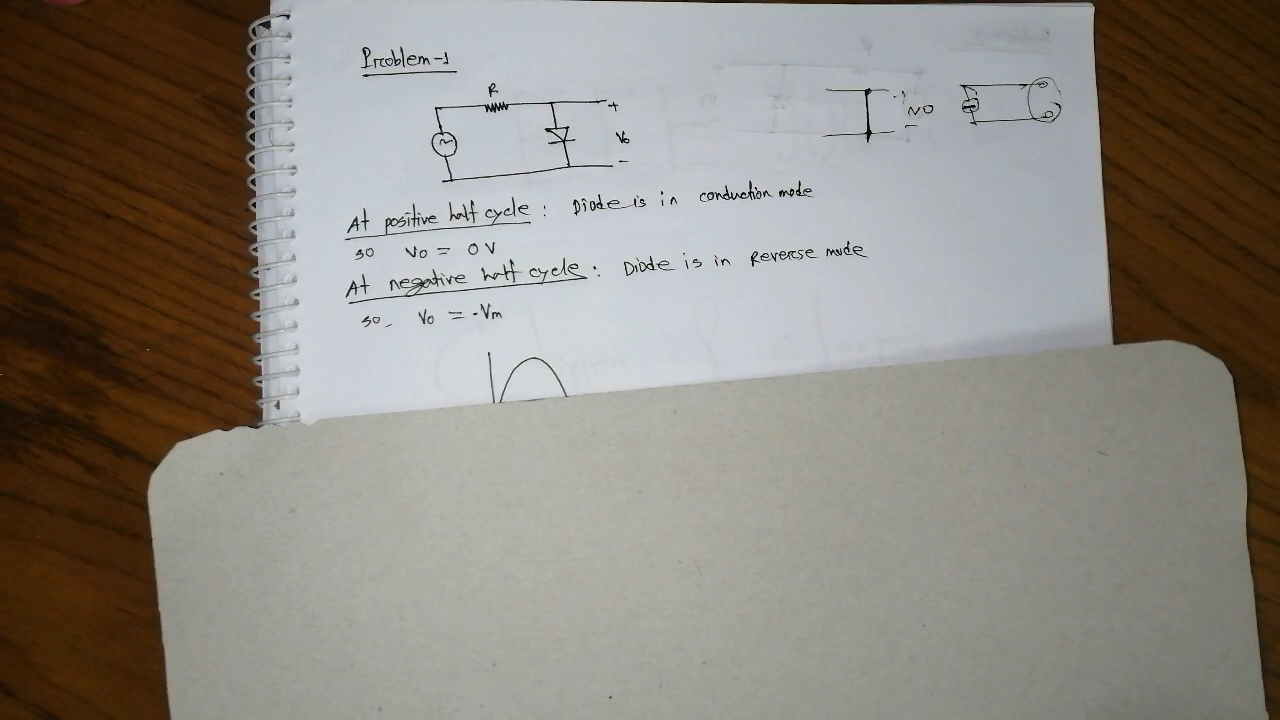 Problem-1
R
+
Vo
-
NO
-
At positive half cycle : Diode is in conduction mode
so Vo = 0 V
At negative half cycle : Diode is in Reverse mode
so, Vo = -Vm